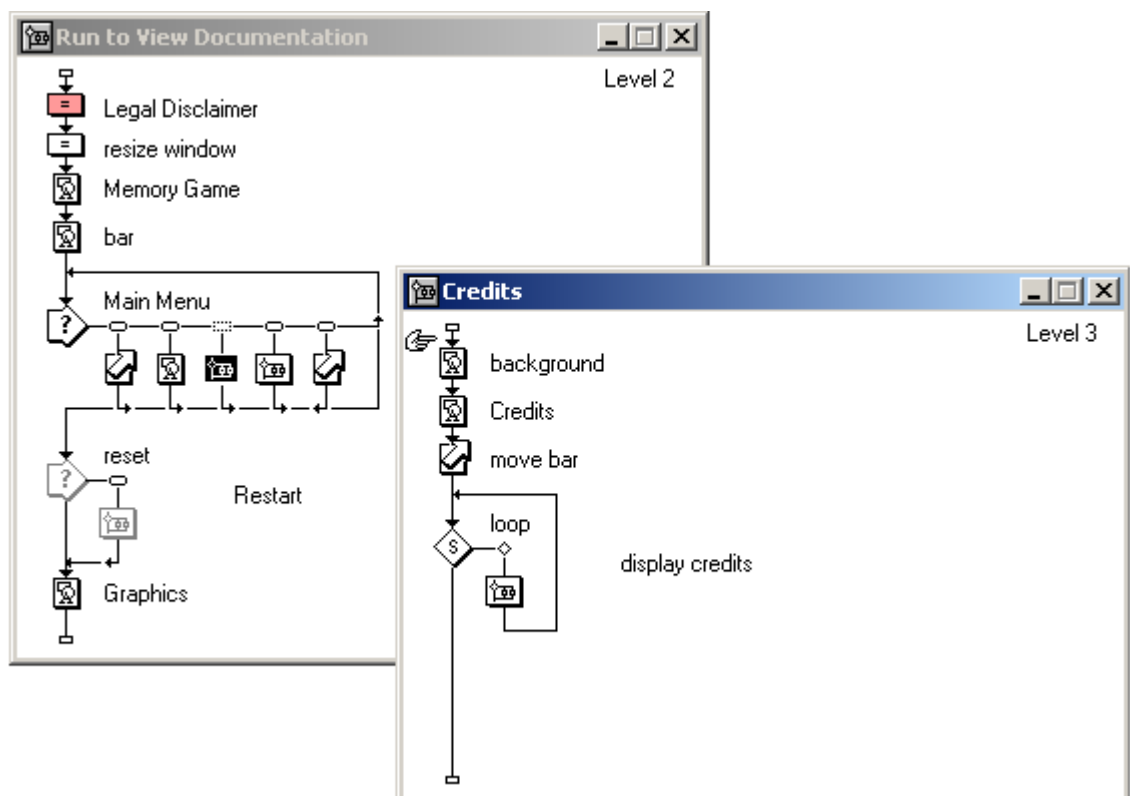 Run to View Documentation
Level 2
=
Legal Disclaimer
=
resize window
Memory Game
bar
Main Menu
?
reset
?
Restart
Graphics
Credits
Level 3
background
Credits
move bar
loop
S
display credits